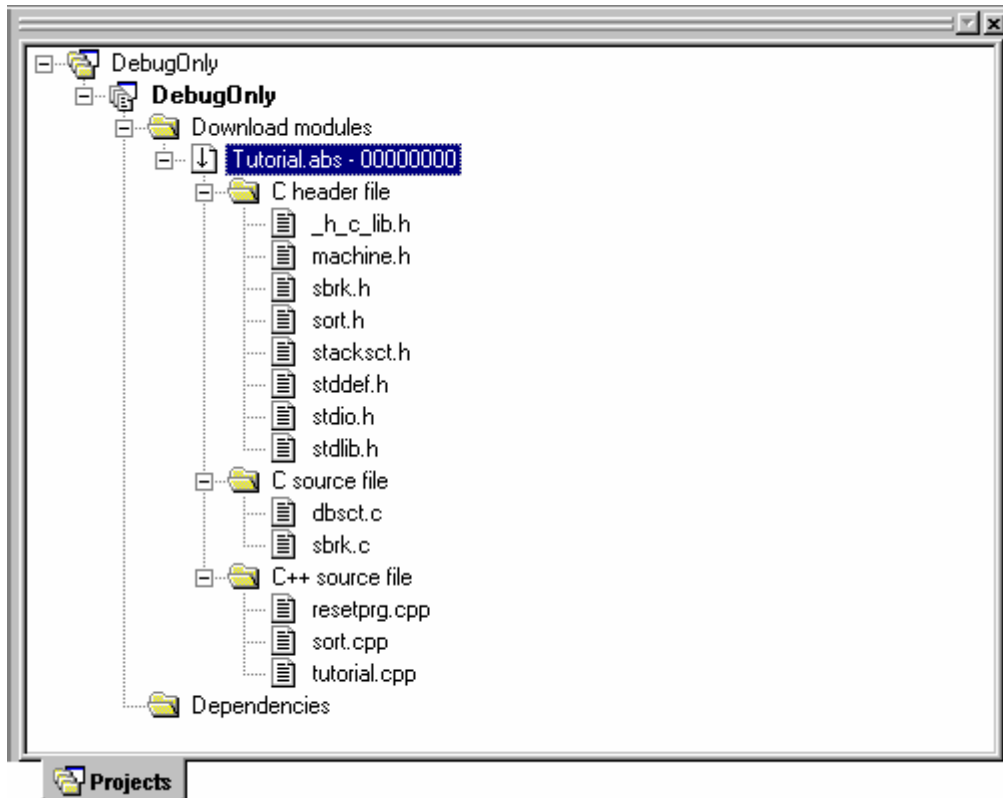 DebugOnly
DebugOnly
Download modules
Tutorial.abs - 00000000
C header file
_h_c_lib.h
machine.h
sbrk.h
sort.h
stacksct.h
stddef.h
stdio.h
stdlib.h
C source file
dbsct.c
sbrk.c
C++ source file
resetprg.cpp
sort.cpp
tutorial.cpp
Dependencies
Projects